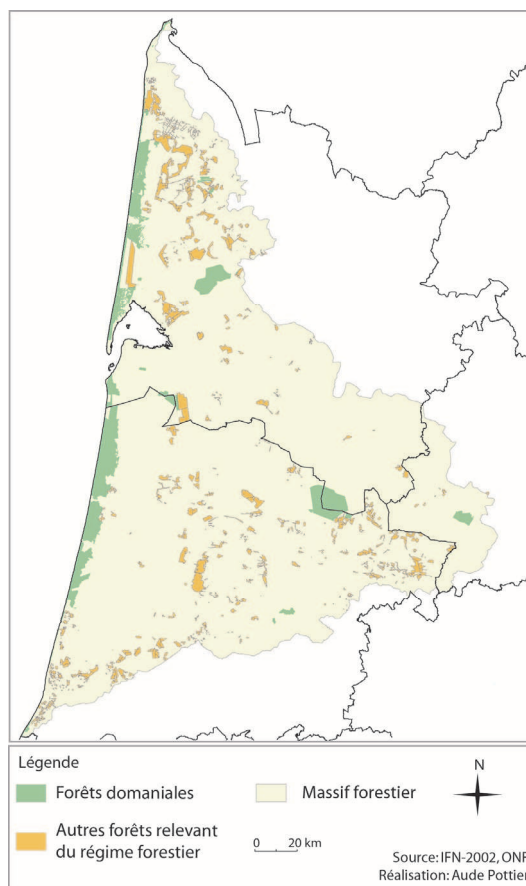 Légende
Forêts domaniales
Massif forestier
N
Autres forêts relevant
du régime forestier
0 20 km
Source: IFN-2002, ONF
Réalisation: Aude Pottier